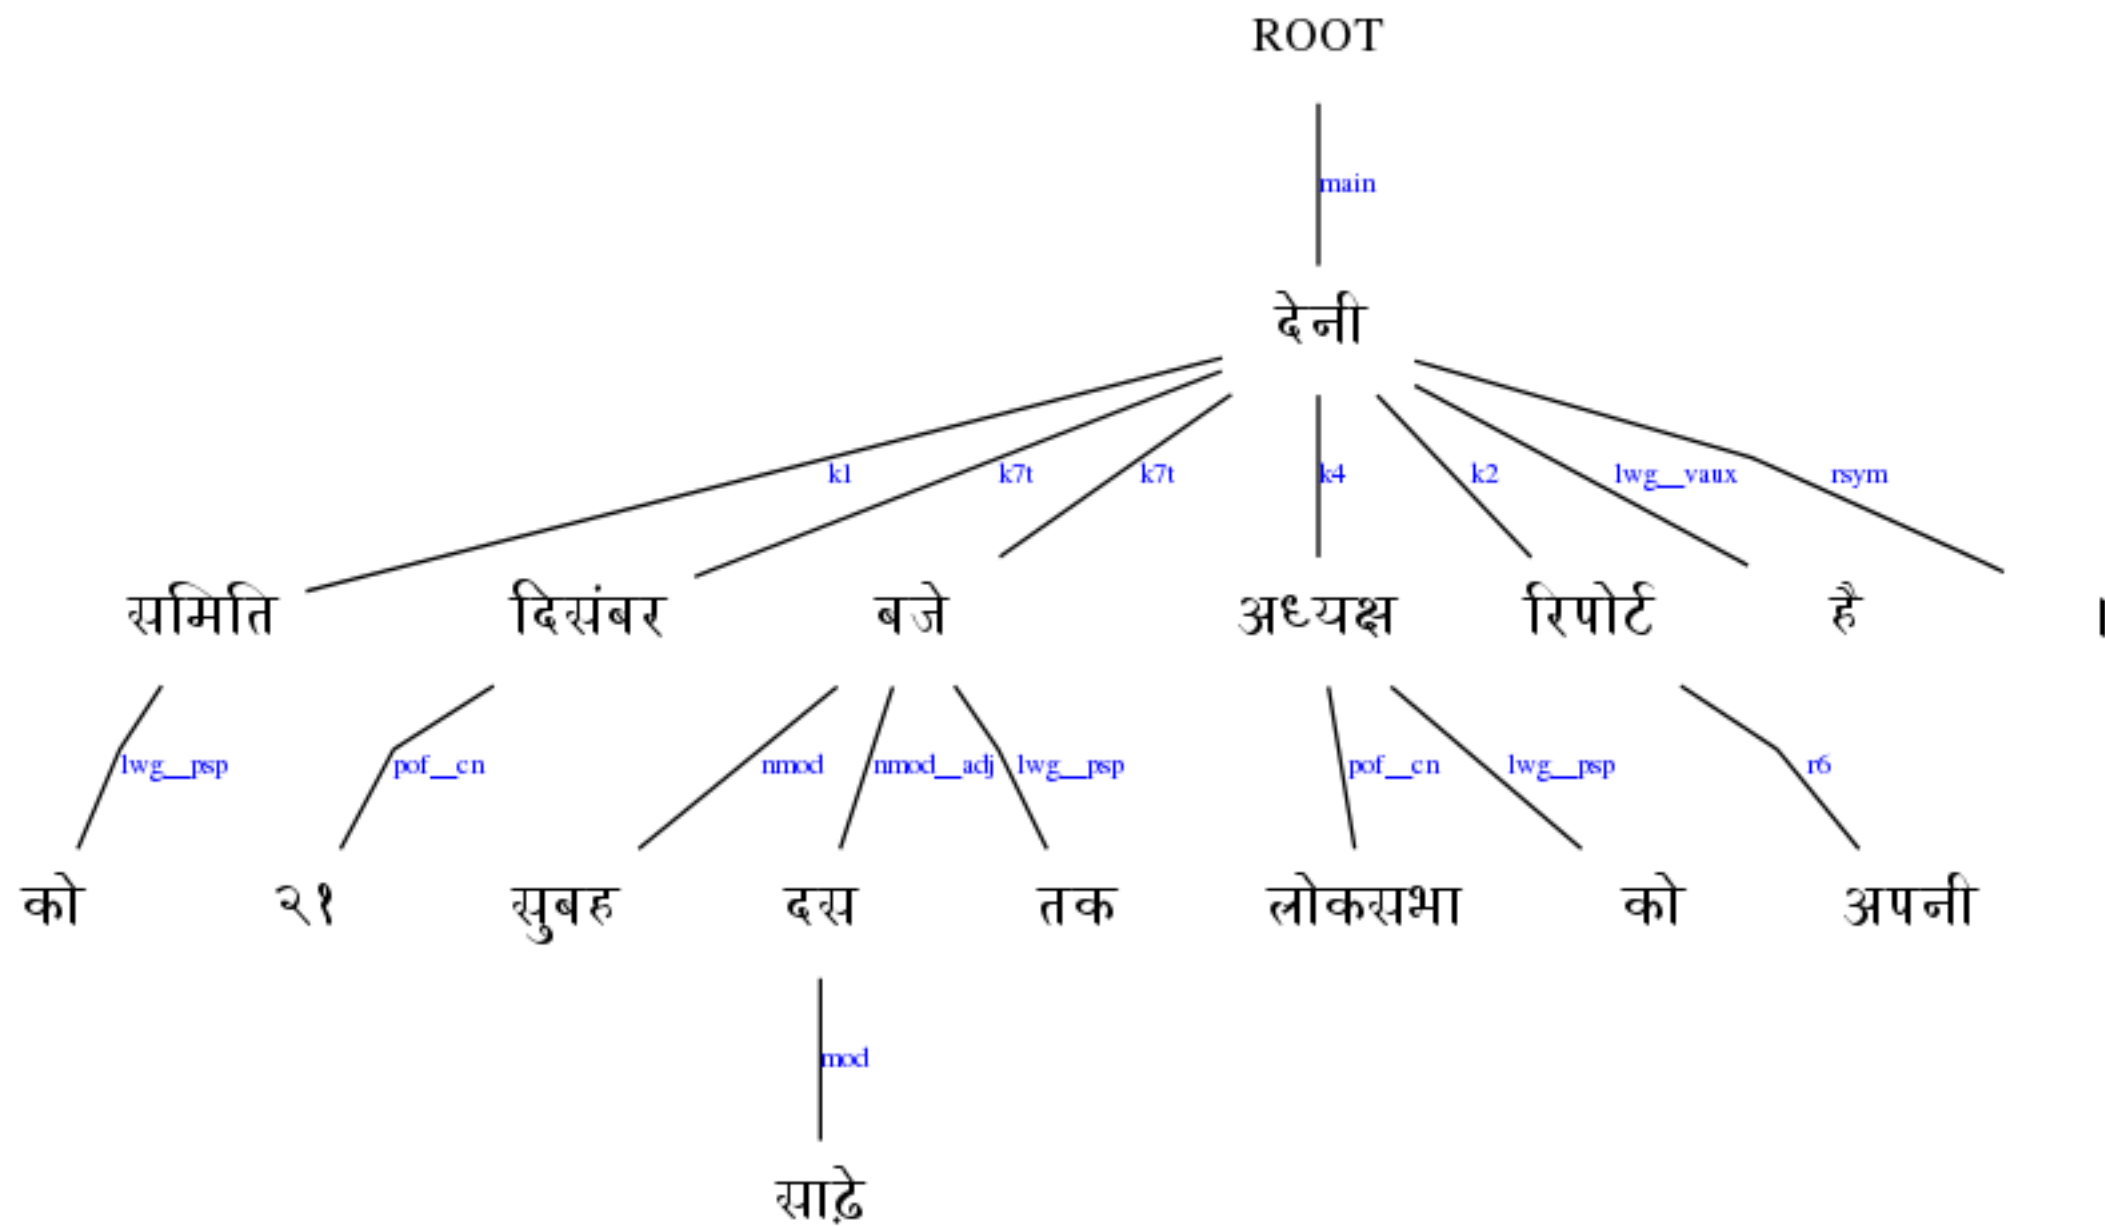 ROOT
main
देनी
k1 k7t k7t k4 k2 lwg__vaux rsym
समिति दिसंबर बजे अध्यक्ष रिपोर्ट है ।
lwg__psp pof__cn nmod nmod__adj lwg__psp pof__cn lwg__psp r6
को २१ सुबह दस तक लोकसभा को अपनी
mod
साढ़े